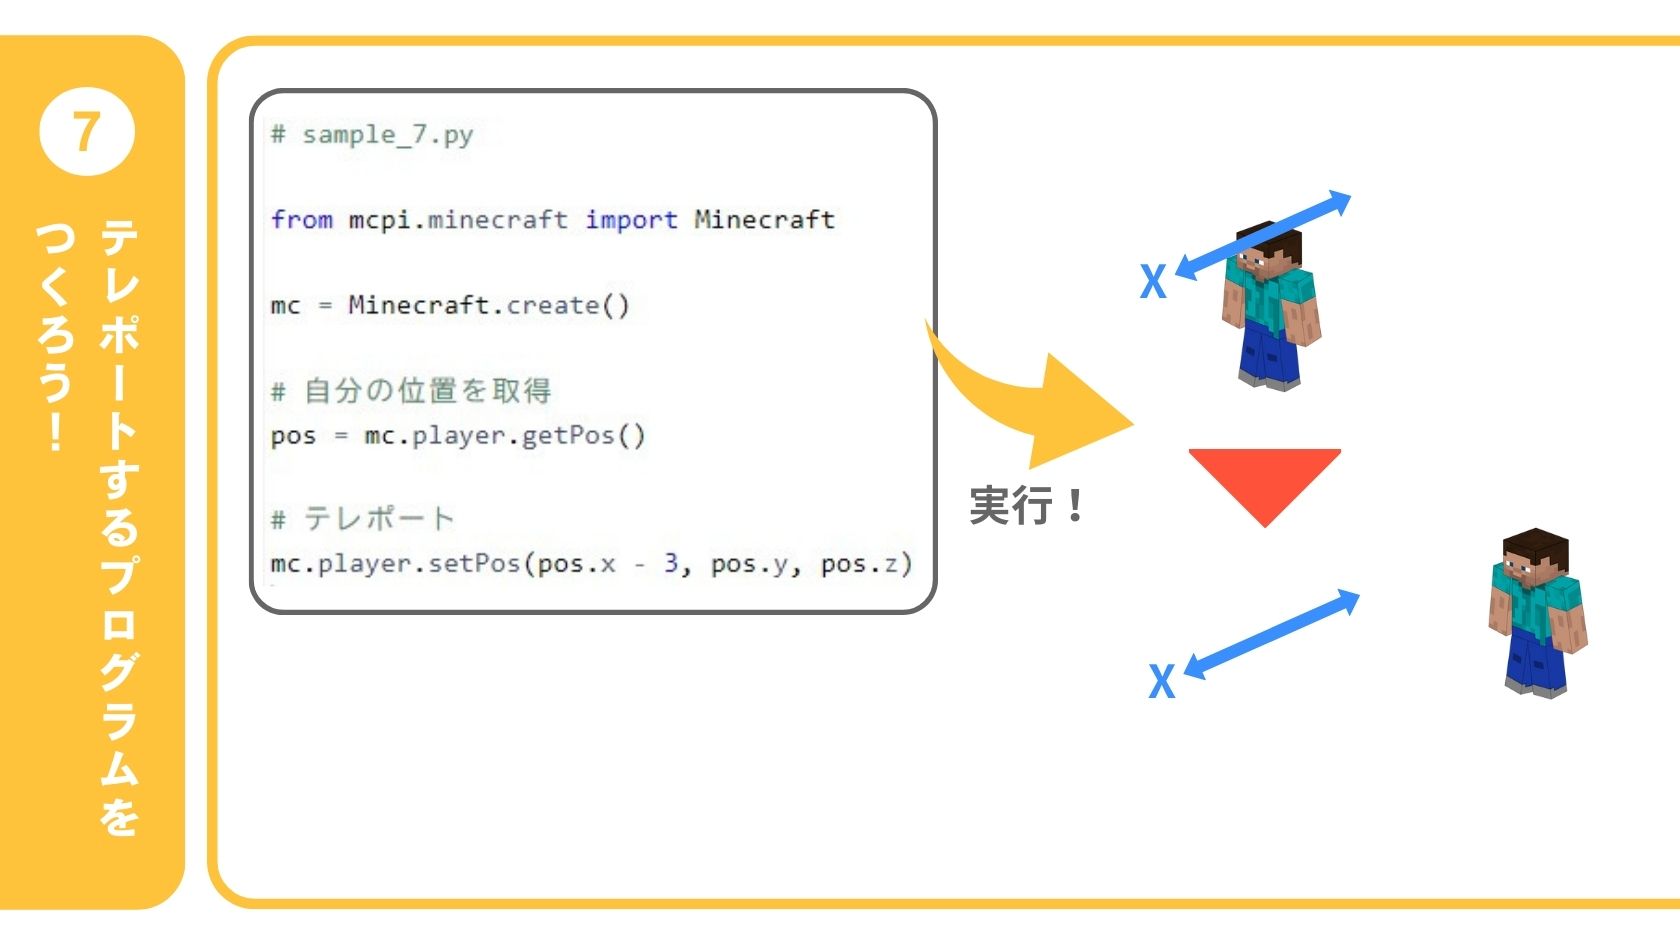 7
テレポートするプログラムを
つくろう！
# sample_7.py
from mcpi.minecraft import Minecraft
mc = Minecraft.create()
# 自分の位置を取得
pos = mc.player.getPos()
# テレポート
mc.player.setPos(pos.x - 3, pos.y, pos.z)
実行！
X
X